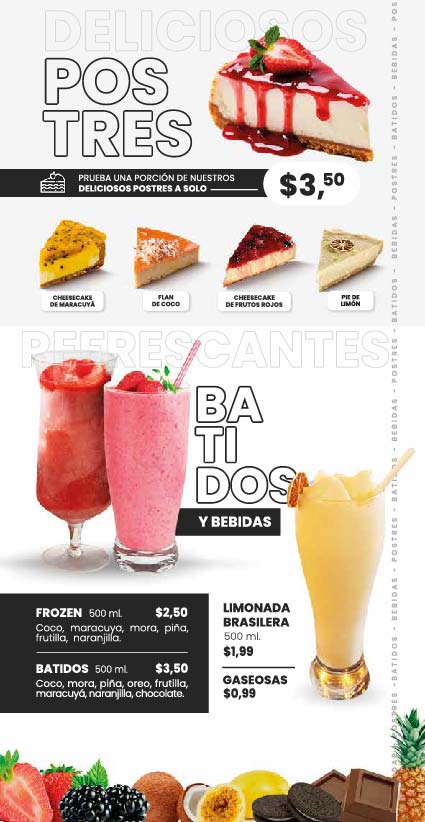 DELICIOSOS
POS
TRES
PRUEBA UNA PORCIÓN DE NUESTROS
DELICIOSOS POSTRES A SOLO
$3,50
CHEESECAKE
DE MARACUYÁ
FLAN
DE COCO
CHEESECAKE
DE FRUTOS ROJOS
PIE DE
LIMÓN
REFRESCANTES
BA
TI
DOS
Y BEBIDAS
FROZEN 500 ml. $2,50
Coco, maracuya, mora, piña,
frutilla, naranjilla.
BATIDOS 500 ml. $3,50
Coco, mora, piña, oreo, frutilla,
maracuyá, naranjilla, chocolate.
LIMONADA
BRASILERA
500 ml.
$1,99
GASEOSAS
$0,99
POSTRES - BATIDOS - BEBIDAS - POSTRES - BATIDOS - BEBIDAS - POSTRES - BATIDOS - BEBIDAS - POSTRES - BATIDOS - BEBIDAS - POS